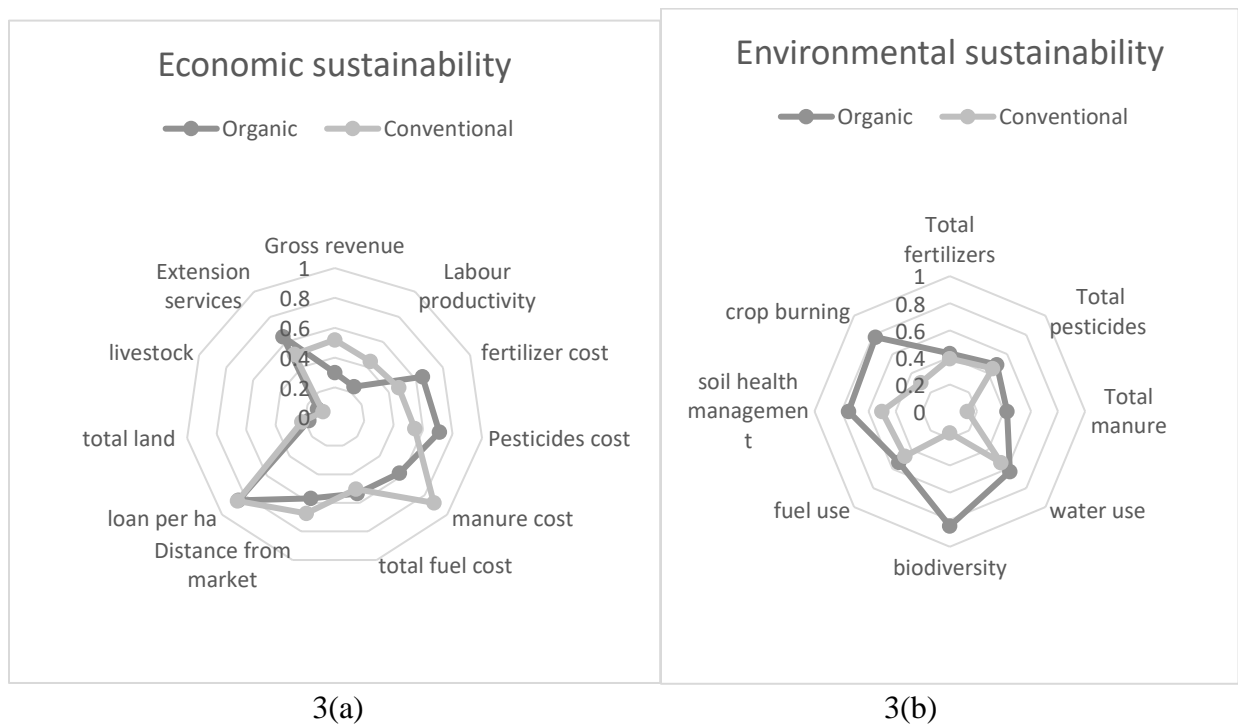 Economic sustainability
Organic
Conventional
Gross revenue
Labour
productivity
fertilizer cost
Pesticides cost
manure cost
total fuel cost
Distance from
market
loan per ha
total land
livestock
Extension
services
1
0.8
0.6
0.4
0.2
0
3(a)
Environmental sustainability
Organic
Conventional
Total
fertilizers
Total
pesticides
Total
manure
water use
biodiversity
fuel use
soil health
managemen
t
crop burning
1
0.8
0.6
0.4
0.2
0
3(b)